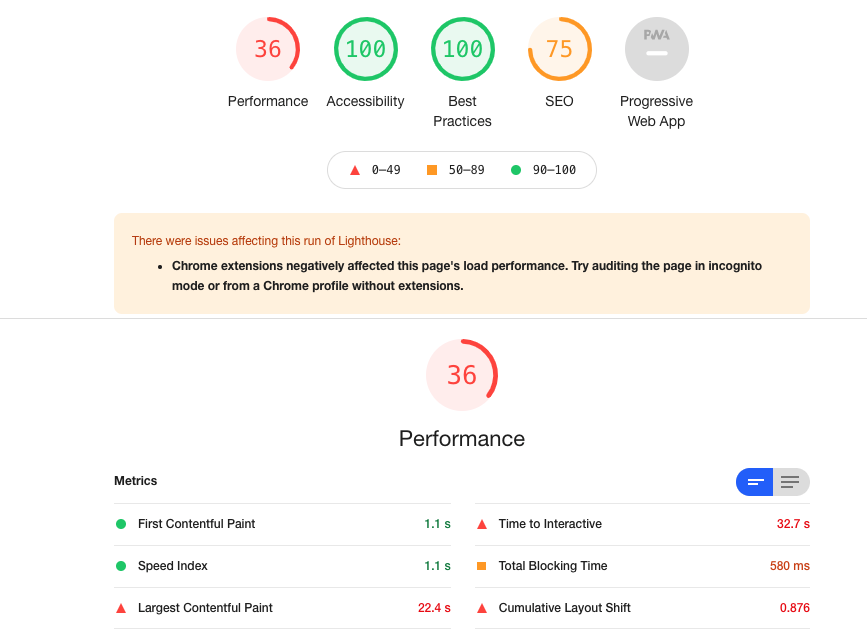 36 100 100 75 PWA
Performance Accessibility Best Practices SEO Progressive Web App
0–49 50–89 90–100
There were issues affecting this run of Lighthouse:
Chrome extensions negatively affected this page's load performance. Try auditing the page in incognito
mode or from a Chrome profile without extensions.
36
Performance
Metrics
First Contentful Paint 1.1 s
Time to Interactive 32.7 s
Speed Index 1.1 s
Total Blocking Time 580 ms
Largest Contentful Paint 22.4 s
Cumulative Layout Shift 0.876